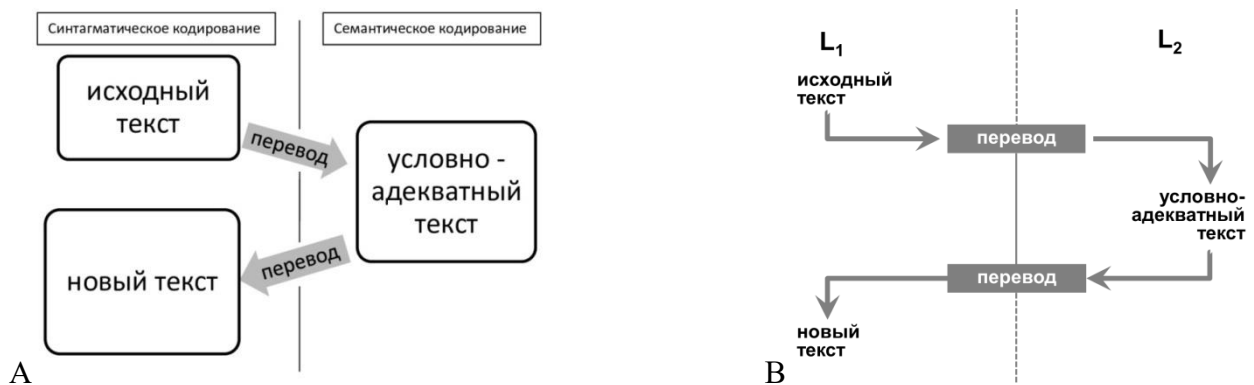 Синтагматическое кодирование
Семантическое кодирование
исходный
текст
перевод
условно -
адекватный
текст
перевод
новый текст
A
L1
L2
исходный
текст
перевод
условно-
адекватный
текст
перевод
новый
текст
B